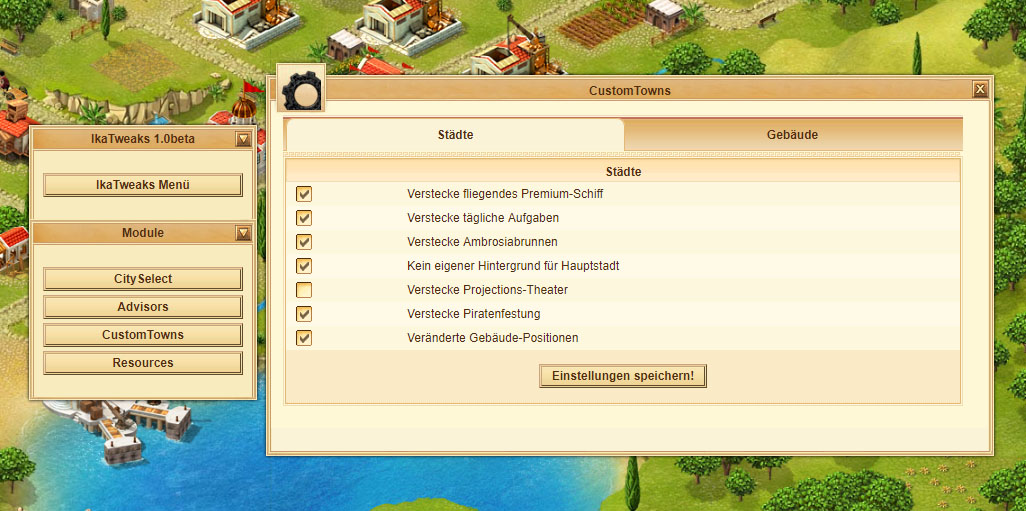 CustomTowns
X
IkaTweaks 1.0beta
IkaTweaks Menü
Module
CitySelect
Advisors
CustomTowns
Resources
Städte
Gebäude
Städte
Verstecke fliegendes Premium-Schiff
Verstecke tägliche Aufgaben
Verstecke Ambrosiabrunnen
Kein eigener Hintergrund für Hauptstadt
Verstecke Projections-Theater
Verstecke Piratenfestung
Veränderte Gebäude-Positionen
Einstellungen speichern!